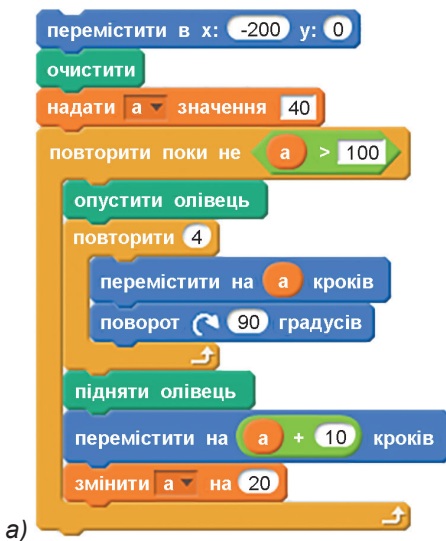 перемістити в x: -200 y: 0
очистити
надати а значення 40
повторити поки не а > 100
опустити олівець
повторити 4
перемістити на а кроків
поворот 90 градусів
підняти олівець
перемістити на а + 10 кроків
змінити а на 20
а)